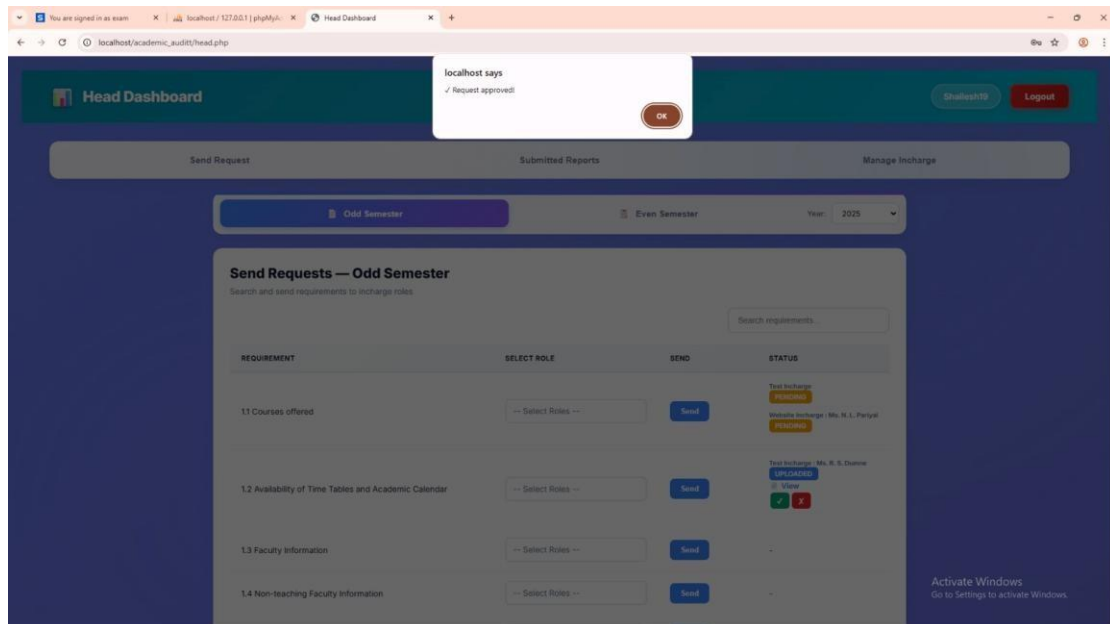 You are signed in as exam
localhost / 127.0.0.1 | phpMyA
Head Dashboard
localhost/academic_auditt/head.php
localhost says
✓ Request approved!
OK
Head Dashboard
Shailesh19
Logout
Send Request
Submitted Reports
Manage Incharge
Odd Semester
Even Semester
Year:
2025
Send Requests — Odd Semester
Search and send requirements to incharge roles.
Search requirements...
REQUIREMENT SELECT ROLE SEND STATUS
Test Incharge
PENDING
1.1 Courses offered
-- Select Roles --
Send
Website Incharge : Ms. N. L. Pariyal
PENDING
Test Incharge : Ms. R. S. Dumne
UPLOADED
View
1.2 Availability of Time Tables and Academic Calendar
-- Select Roles --
Send
✓ X
1.3 Faculty Information
-- Select Roles --
Send
-
1.4 Non-teaching Faculty Information
-- Select Roles --
Send
-
Activate Windows
Go to Settings to activate Windows.